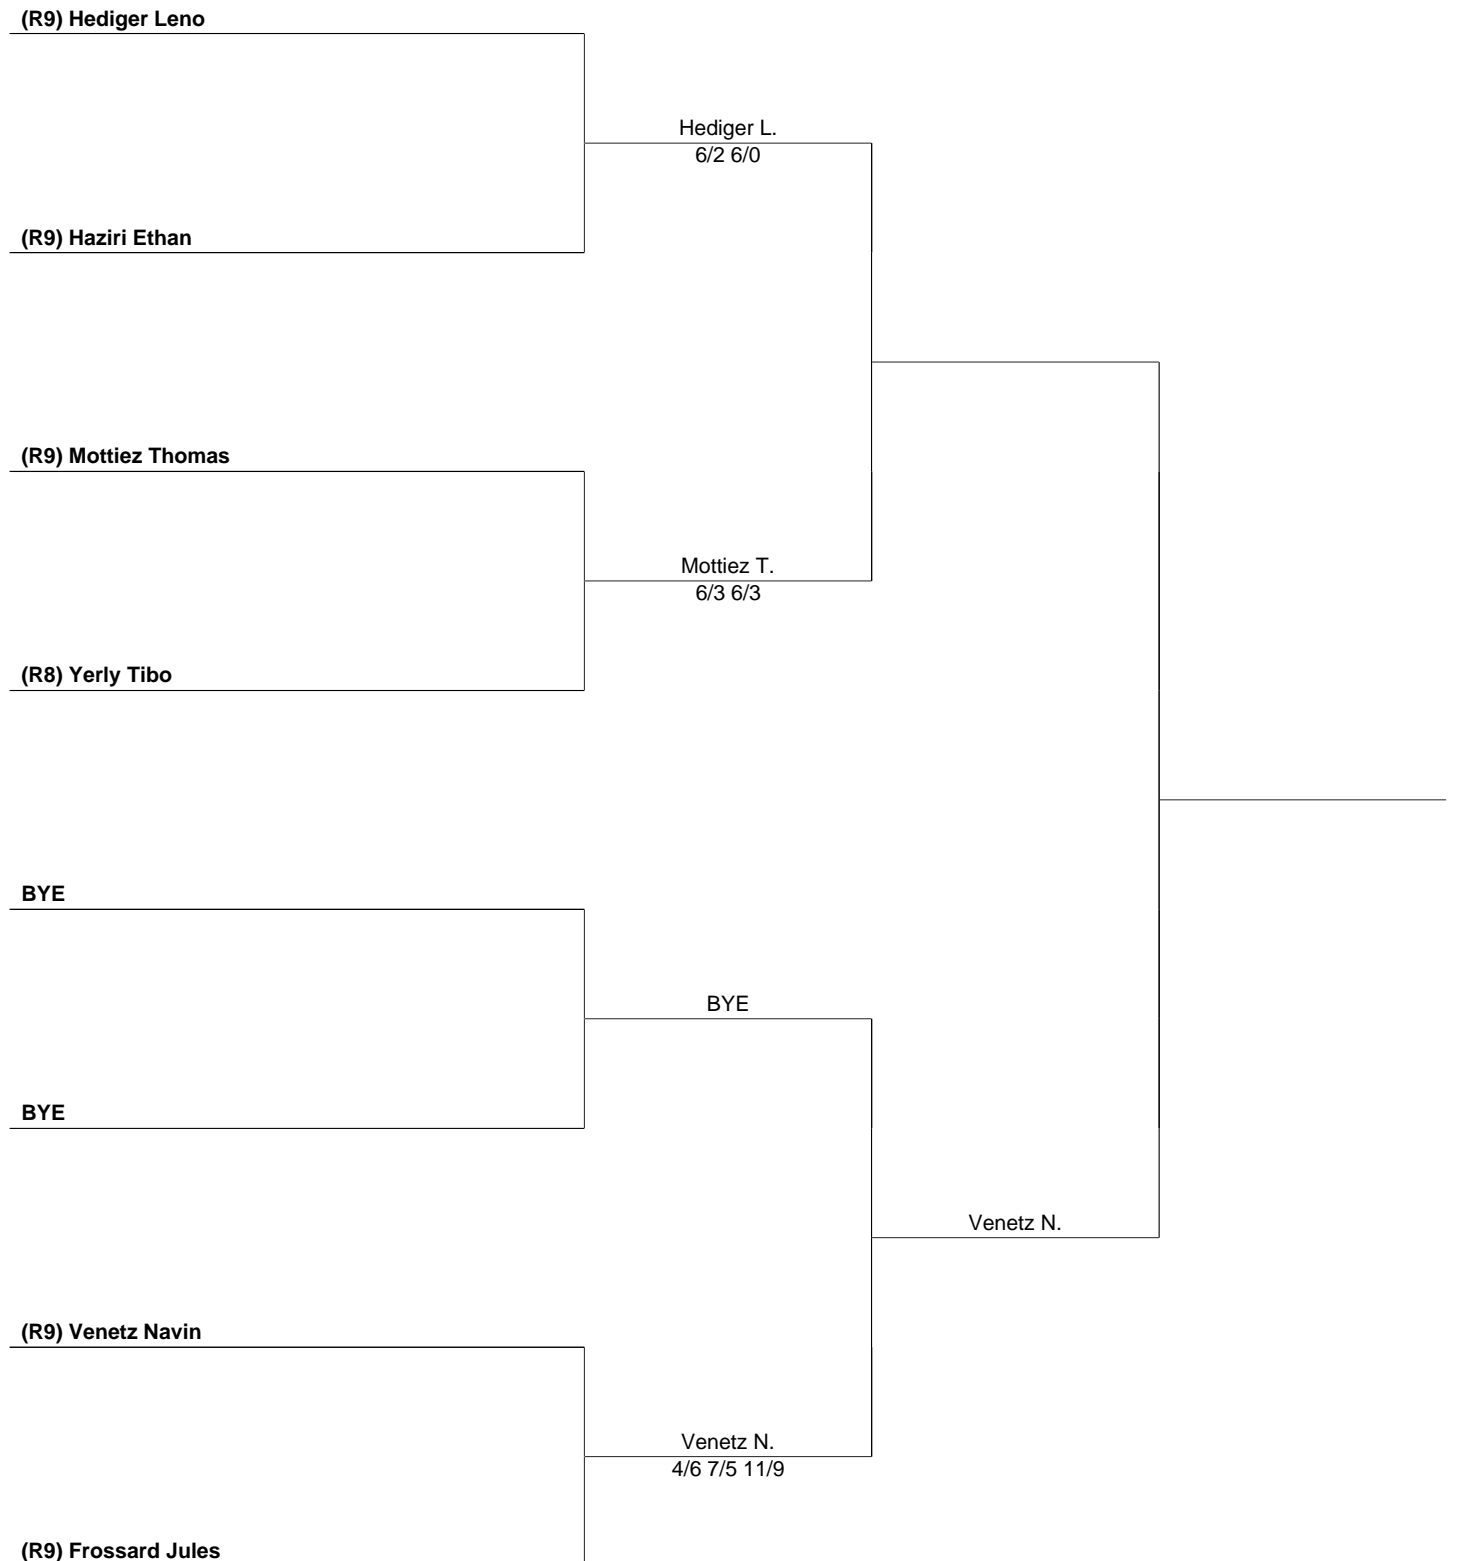 (R9) Hediger Leno
Hediger L.
6/2 6/0
(R9) Haziri Ethan
(R9) Mottiez Thomas
Mottiez T.
6/3 6/3
(R8) Yerly Tibo
BYE
BYE
BYE
Venetz N.
(R9) Venetz Navin
Venetz N.
4/6 7/5 11/9
(R9) Frossard Jules